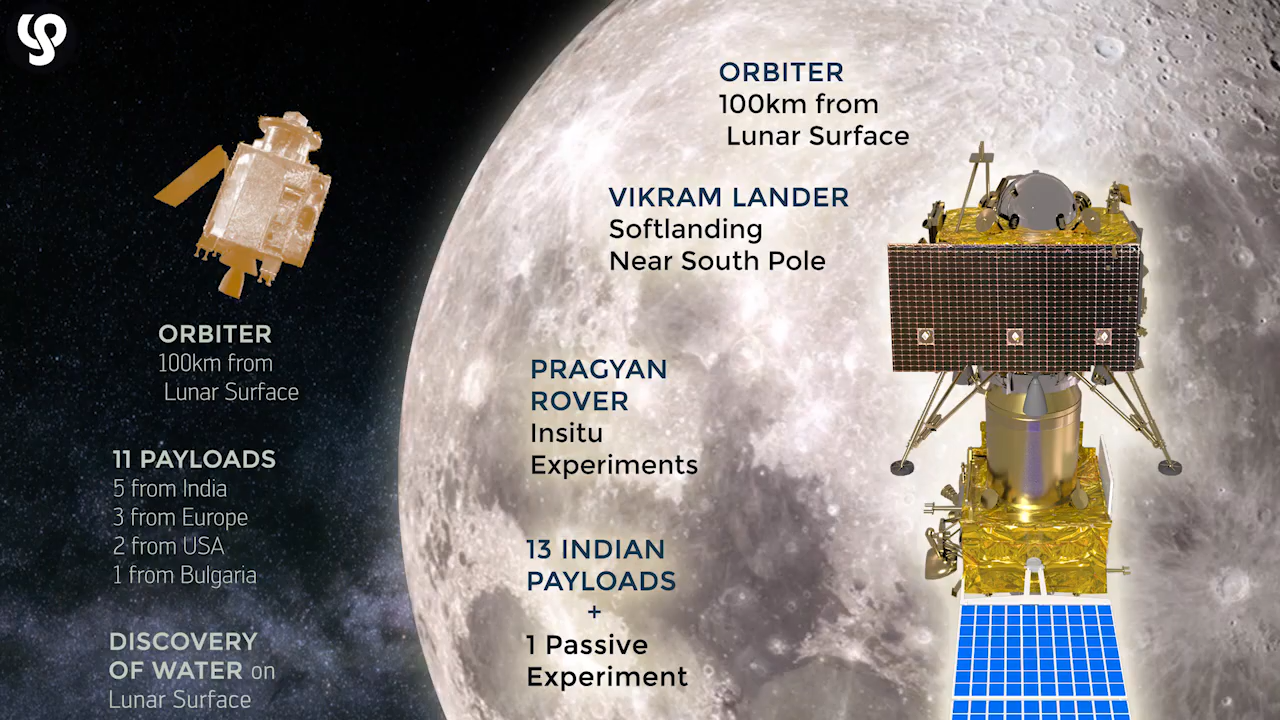 ORBITER
100km from
Lunar Surface
11 PAYLOADS
5 from India
3 from Europe
2 from USA
1 from Bulgaria
DISCOVERY
OF WATER on
Lunar Surface
ORBITER
100km from
Lunar Surface
VIKRAM LANDER
Softlanding
Near South Pole
PRAGYAN
ROVER
Insitu
Experiments
13 INDIAN
PAYLOADS
+
1 Passive
Experiment